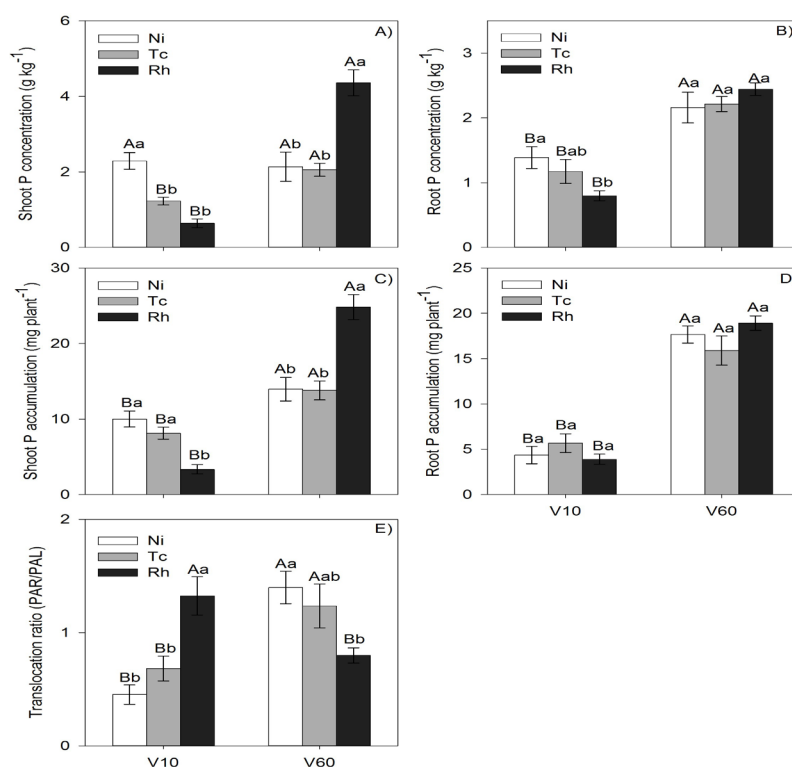 A)
Ni
Tc
Rh
Shoot P concentration (g kg⁻¹)
6
4
2
0
Aa
Bb
Bb
Ab
Ab
Aa
B)
Ni
Tc
Rh
Root P concentration (g kg⁻¹)
3
2
1
0
Ba
Bab
Bb
Aa
Aa
Aa
C)
Ni
Tc
Rh
Shoot P accumulation (mg plant⁻¹)
30
20
10
0
Ba
Ba
Bb
Ab
Ab
Aa
D)
Ni
Tc
Rh
Root P accumulation (mg plant⁻¹)
25
20
15
10
5
0
Ba
Ba
Ba
Aa
Aa
Aa
V10
V60
E)
Ni
Tc
Rh
Translocation ratio (PAR/PAL)
2
1
0
Bb
Bb
Aa
Aa
Aab
Bb
V10
V60